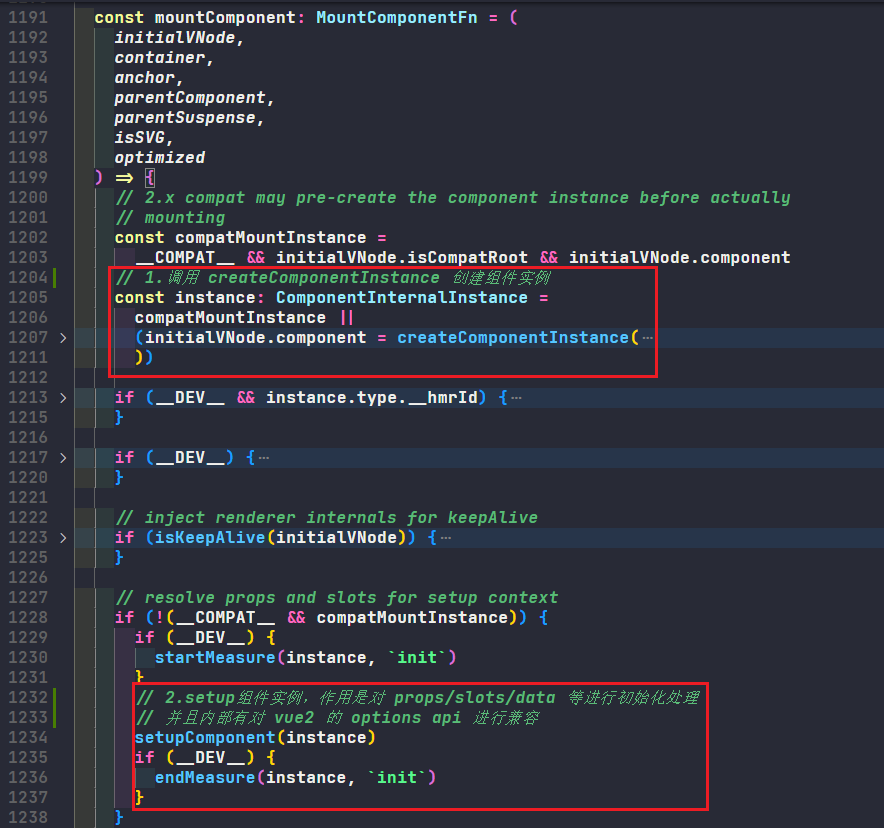 1191 const mountComponent: MountComponentFn = (
1192 initialVNode,
1193 container,
1194 anchor,
1195 parentComponent,
1196 parentSuspense,
1197 isSVG,
1198 optimized
1199 ) => {
1200 // 2.x compat may pre-create the component instance before actually
1201 // mounting
1202 const compatMountInstance =
1203 __COMPAT__ && initialVNode.isCompatRoot && initialVNode.component
1204 // 1.调用 createComponentInstance 创建组件实例
1205 const instance: ComponentInternalInstance =
1206 compatMountInstance ||
1207 (initialVNode.component = createComponentInstance(…
1211 ))
1212
1213 if (__DEV__ && instance.type.__hmrId) {…
1215 }
1216
1217 if (__DEV__) {…
1220 }
1221
1222 // inject renderer internals for keepAlive
1223 if (isKeepAlive(initialVNode)) {…
1225 }
1226
1227 // resolve props and slots for setup context
1228 if (!(__COMPAT__ && compatMountInstance)) {
1229 if (__DEV__) {
1230 startMeasure(instance, `init`)
1231 }
1232 // 2.setup组件实例，作用是对 props/slots/data 等进行初始化处理
1233 // 并且内部有对 vue2 的 options api 进行兼容
1234 setupComponent(instance)
1235 if (__DEV__) {
1236 endMeasure(instance, `init`)
1237 }
1238 }